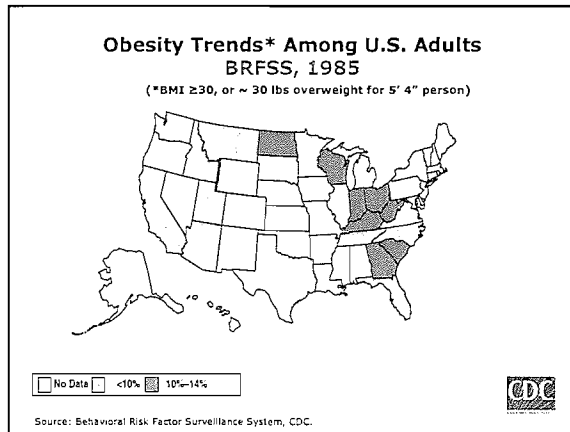 Obesity Trends* Among U.S. Adults
BRFSS, 1985
(*BMI ≥30, or ~ 30 lbs overweight for 5' 4" person)
No Data <10% 10%–14%
CDC
Source: Behavioral Risk Factor Surveillance System, CDC.